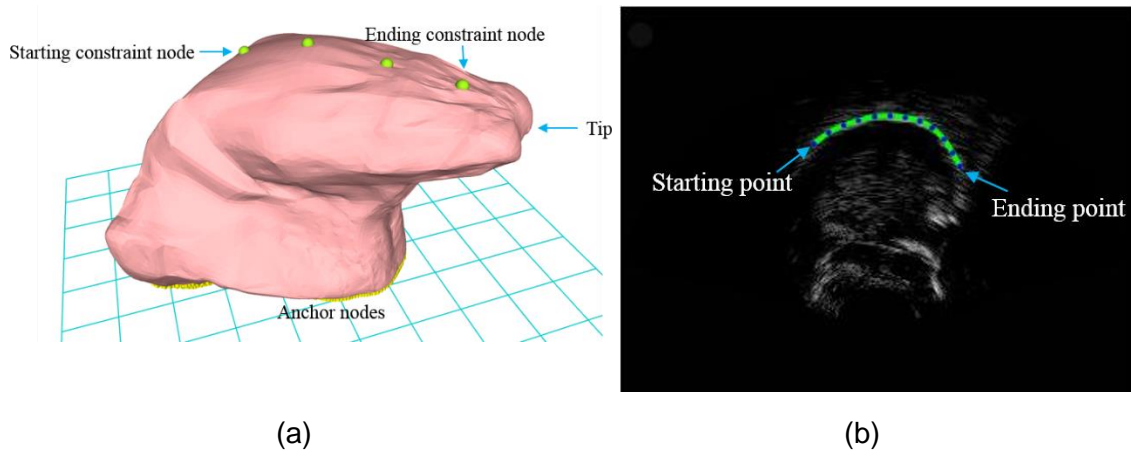 Starting constraint node
Ending constraint node
Tip
Anchor nodes
Starting point
Ending point
(a)
(b)